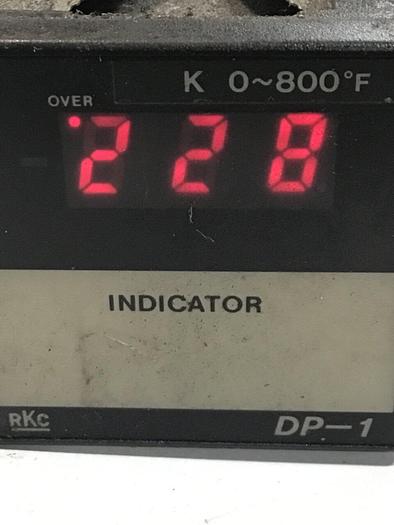 K 0~800°F
OVER
228
INDICATOR
RKC DP-1